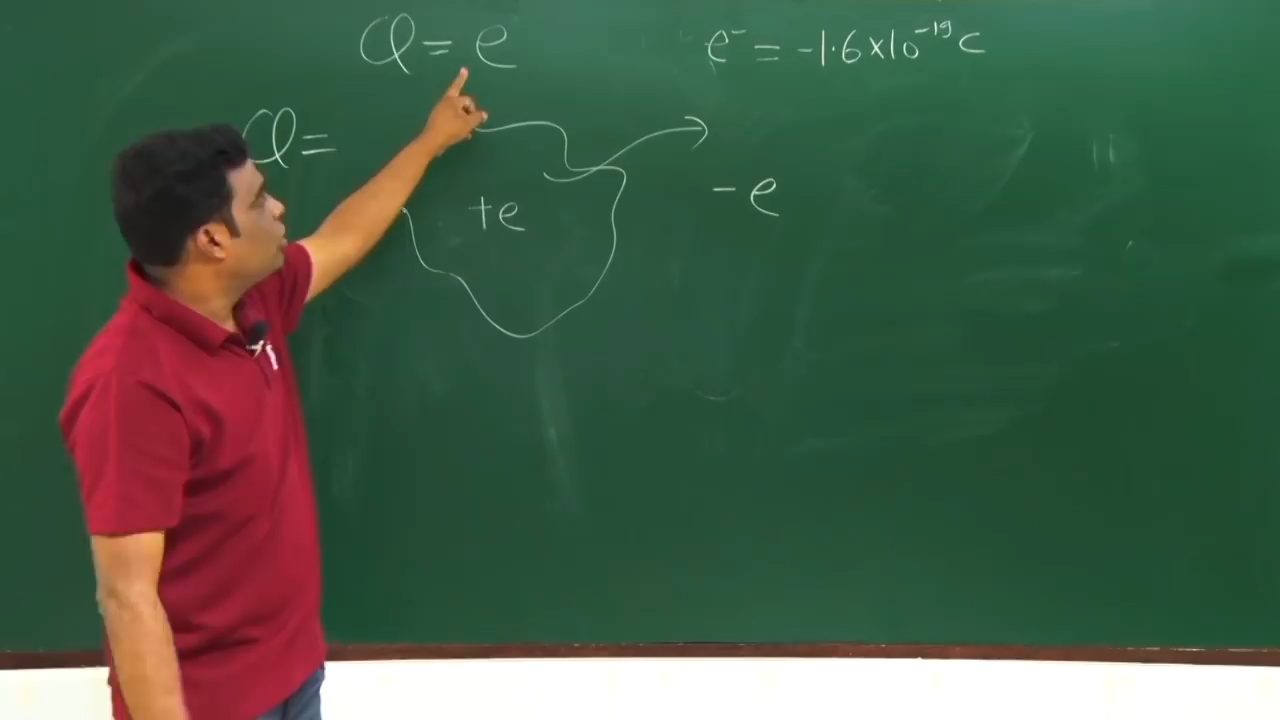 Q = e
e⁻ = -1.6×10⁻¹⁹ C
Q =
+e
-e